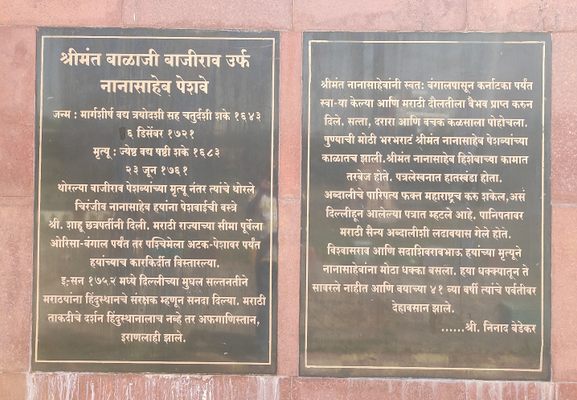 श्रीमंत बाळाजी बाजीराव उर्फ
नानासाहेब पेशवे
जन्म : मार्गशीर्ष वद्य त्रयोदशी सह चतुर्दशी शके १६४३
६ डिसेंबर १७२१
मृत्यू : ज्येष्ठ वद्य षष्ठी शके १६८३
२३ जून १७६१
थोरल्या बाजीराव पेशव्यांच्या मृत्यू नंतर त्यांचे थोरले
चिरंजीव नानासाहेब हयांना पेशवाईची वस्त्रे
श्री. शाहू छत्रपतींनी दिली. मराठी राज्याच्या सीमा पूर्वेला
ओरिसा-बंगाल पर्यंत तर पश्चिमेला अटक-पेशावर पर्यंत
हयांच्याच कारकिर्दीत विस्तारल्या.
इ.सन १७५२ मध्ये दिल्लीच्या मुघल सल्तनतीने
मराठयांना हिंदुस्थानचे संरक्षक म्हणून सनदा दिल्या. मराठी
ताकदीचे दर्शन हिंदुस्थानालाच नव्हे तर अफगाणिस्तान,
इराणलाही झाले.
श्रीमंत नानासाहेबांनी स्वतः बंगालपासून कर्नाटका पर्यंत
स्वा-या केल्या आणि मराठी दौलतीला वैभव प्राप्त करुन
दिले. सत्ता, दरारा आणि वचक कळसाला पोहोचला.
पुण्याची मोठी भरभराट श्रीमंत नानासाहेब पेशव्यांच्या
काळातच झाली.श्रीमंत नानासाहेब हिशेबाच्या कामात
तरबेज होते. पत्रलेखनात हातखंडा होता.
अब्दालीचे पारिपत्य फक्त महाराष्ट्रच करु शकेल,असं
दिल्लीहून आलेल्या पत्रात म्हटले आहे. पानिपतावर
मराठी सैन्य अब्दालीशी लढावयास गेले होते.
विश्वासराव आणि सदाशिवरावभाऊ हयांच्या मृत्यूने
नानासाहेबांना मोठा धक्का बसला. हया धक्क्यातून ते
सावरले नाहीत आणि वयाच्या ४१ व्या वर्षी त्यांचे पर्वतीवर
देहावसान झाले.
......श्री. निनाद बेडेकर